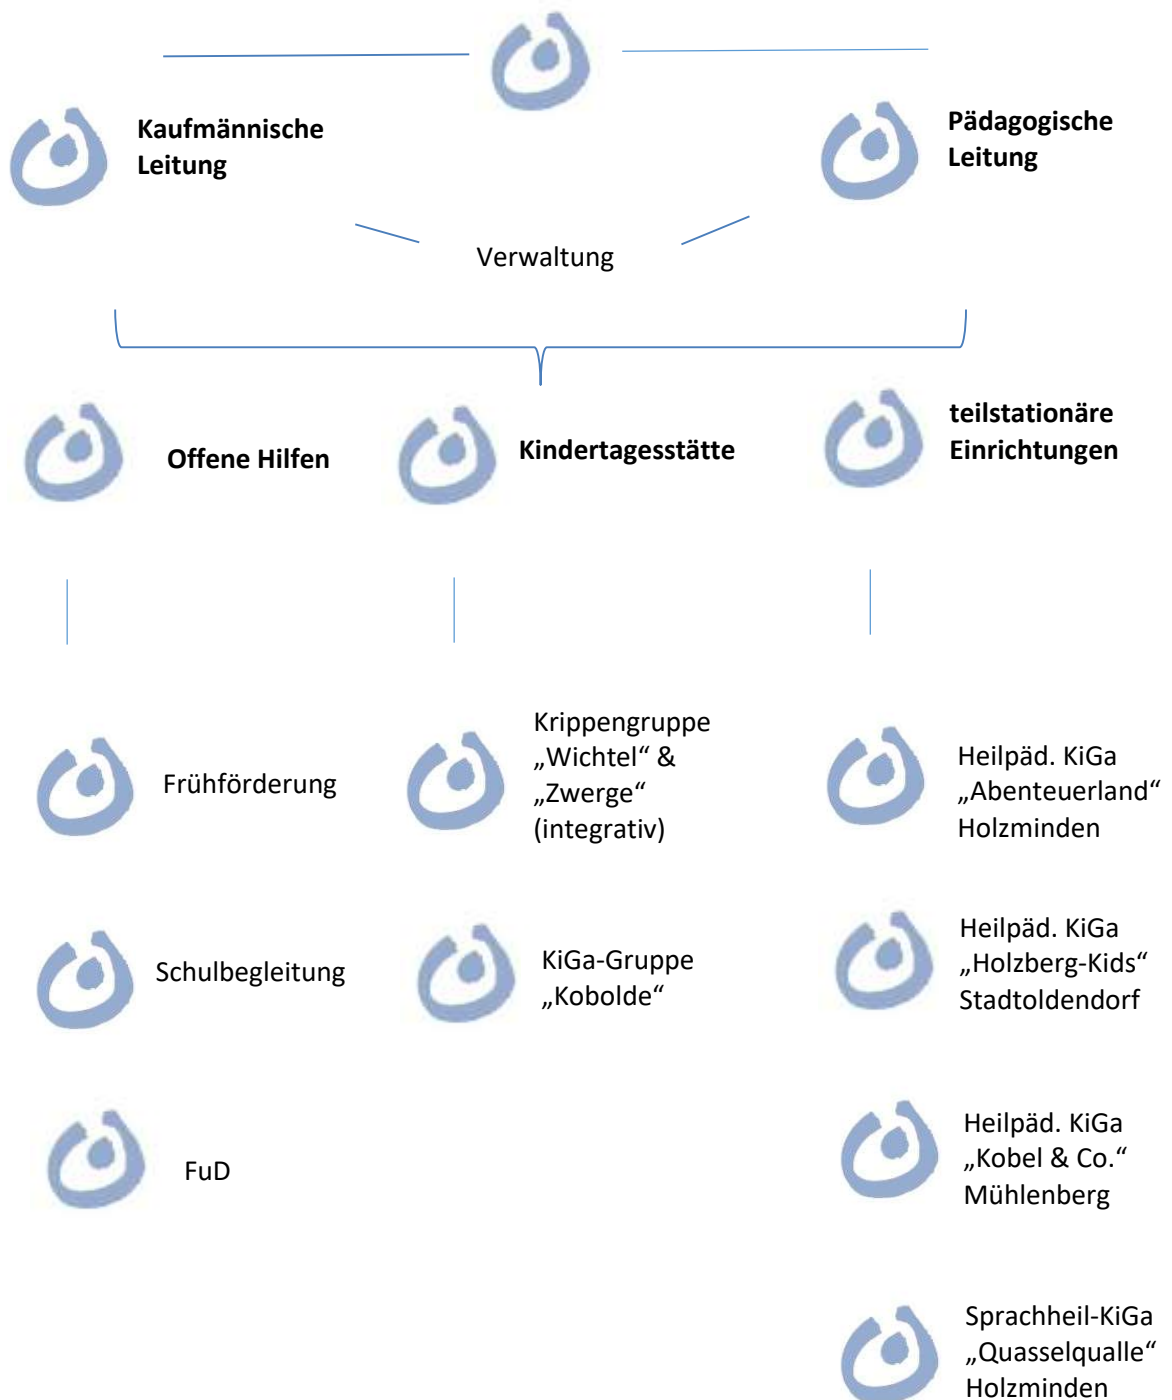 Kaufmännische
Leitung
Pädagogische
Leitung
Verwaltung
Offene Hilfen
Kindertagesstätte
teilstationäre
Einrichtungen
Frühförderung
Krippengruppe
„Wichtel“ &
„Zwerge“
(integrativ)
Heilpäd. KiGa
„Abenteuerland“
Holzminden
Schulbegleitung
KiGa-Gruppe
„Kobolde“
Heilpäd. KiGa
„Holzberg-Kids“
Stadtoldendorf
FuD
Heilpäd. KiGa
„Kobel & Co.“
Mühlenberg
Sprachheil-KiGa
„Quasselqualle“
Holzminden